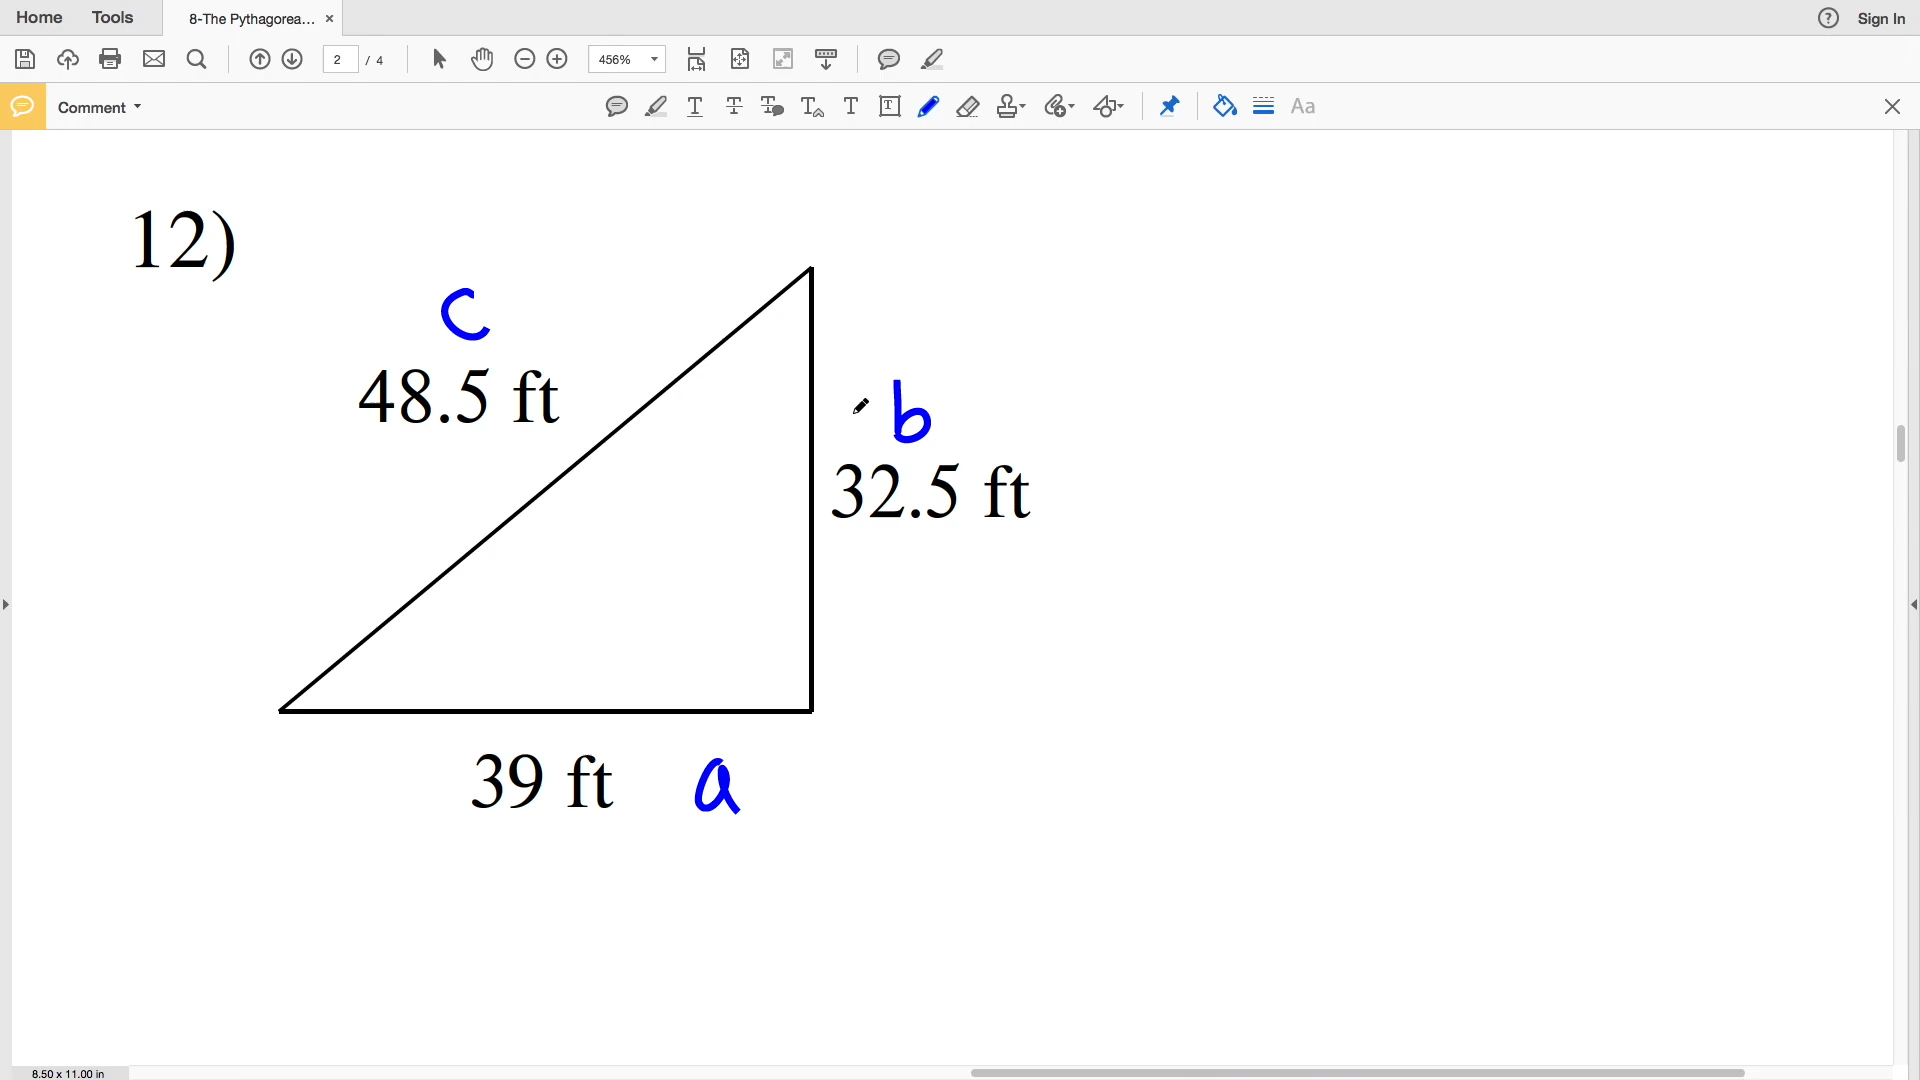 Home Tools 8-The Pythagorea... × ? Sign In
2 / 4 456%
Comment T T T T T T Aa
12)
c
48.5 ft
b
32.5 ft
39 ft a
8.50 x 11.00 in